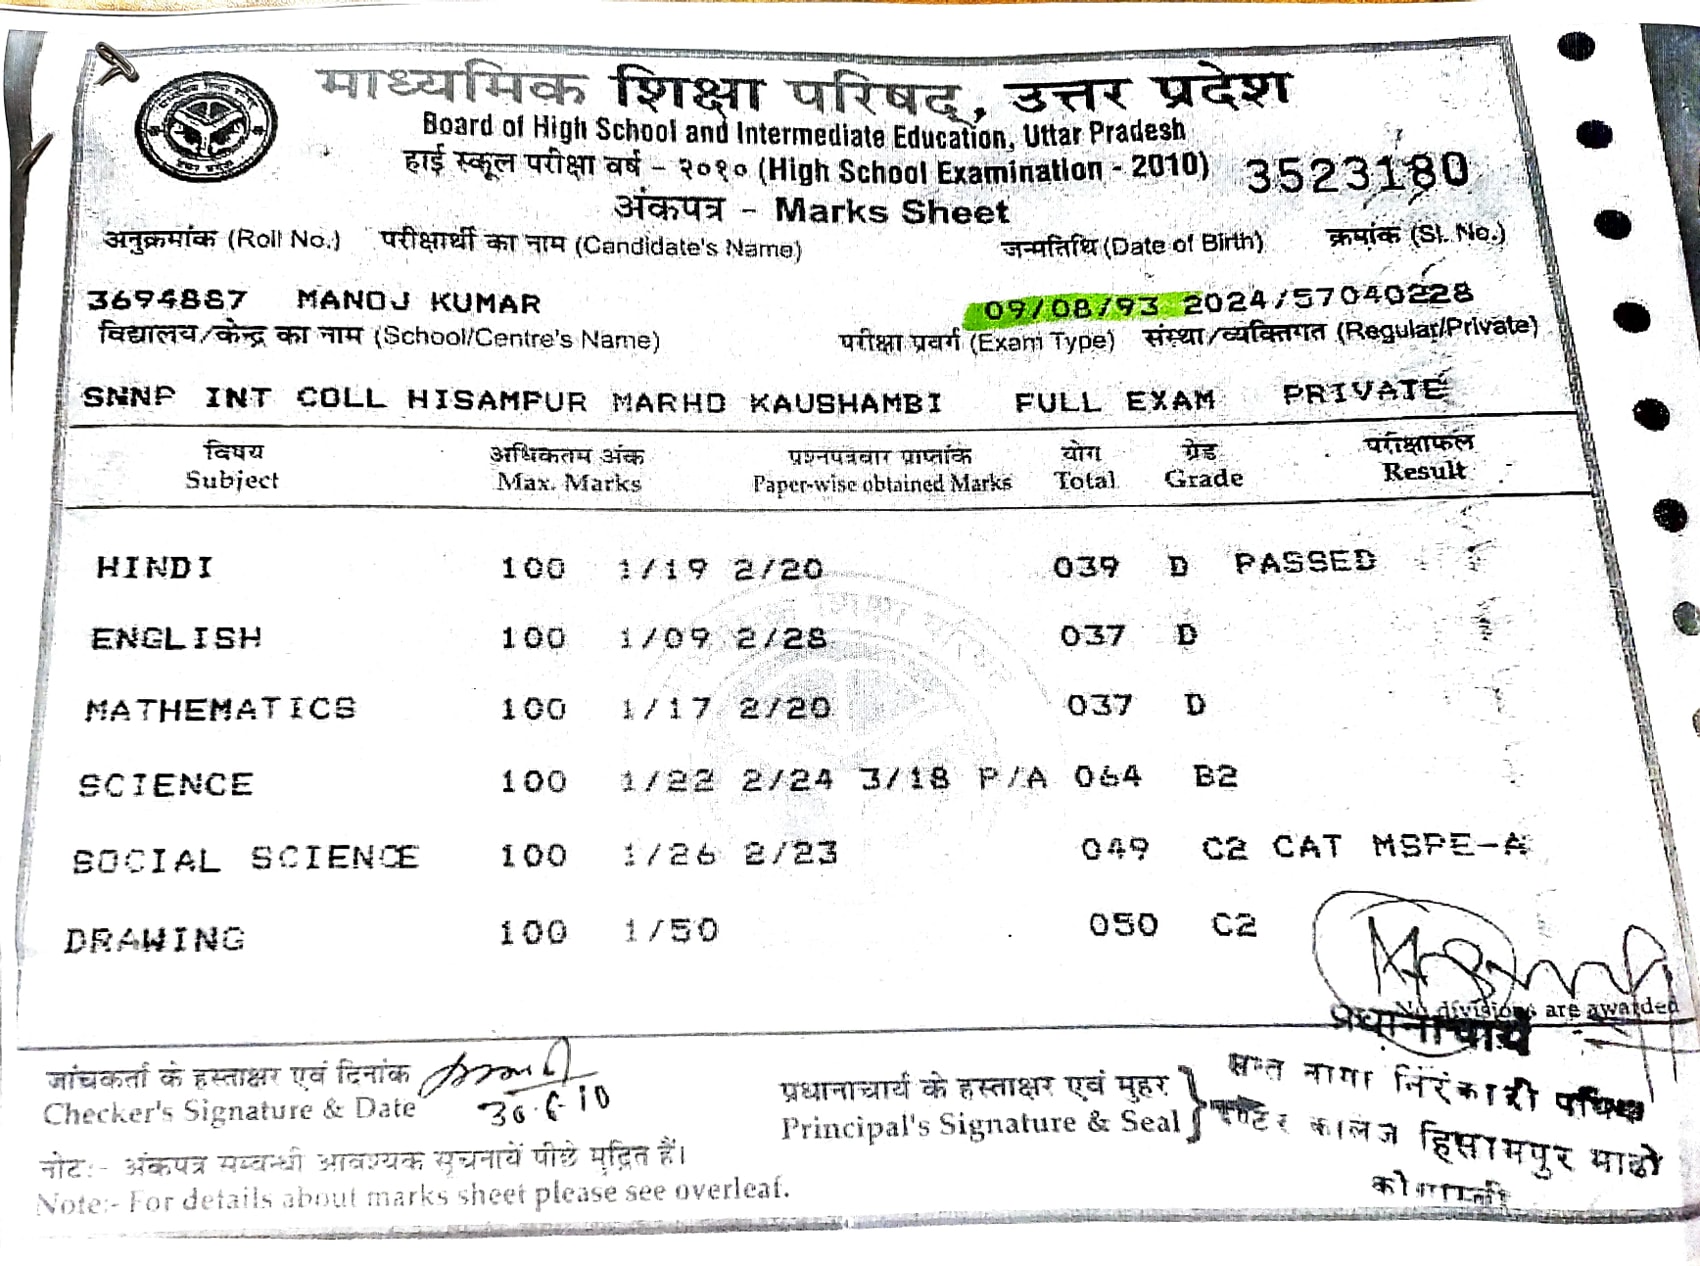 माध्यमिक शिक्षा परिषद्, उत्तर प्रदेश
Board of High School and Intermediate Education, Uttar Pradesh
हाई स्कूल परीक्षा वर्ष - २०१० (High School Examination - 2010) 3523180
अंकपत्र - Marks Sheet
अनुक्रमांक (Roll No.) परीक्षार्थी का नाम (Candidate's Name) जन्मतिथि (Date of Birth) क्रमांक (Sl. No.)
3694887 MANOJ KUMAR 09/08/93 2024/57040228
विद्यालय/केन्द्र का नाम (School/Centre's Name) परीक्षा प्रवर्ग (Exam Type) संस्था/व्यक्तिगत (Regular/Private)
SNNP INT COLL HISAMPUR MARHO KAUSHAMBI FULL EXAM PRIVATE
विषय अधिकतम अंक प्रश्नपत्रवार प्राप्तांक योग ग्रेड परीक्षाफल
Subject Max. Marks Paper-wise obtained Marks Total Grade Result
HINDI 100 1/19 2/20 039 D PASSED
ENGLISH 100 1/09 2/28 037 D
MATHEMATICS 100 1/17 2/20 037 D
SCIENCE 100 1/22 2/24 3/18 P/A 064 B2
SOCIAL SCIENCE 100 1/26 2/23 049 C2 CAT MSPE-A
DRAWING 100 1/50 050 C2
No divisions are awarded
प्रधानाचार्य
जांचकर्ता के हस्ताक्षर एवं दिनांक
Checker's Signature & Date 30.6.10
प्रधानाचार्य के हस्ताक्षर एवं मुहर
Principal's Signature & Seal
सन्त नागा निरंकारी
कालेज हिसामपुर माढो
नोट:- अंकपत्र सम्बन्धी आवश्यक सूचनायें पीछे मुद्रित हैं।
Note:- For details about marks sheet please see overleaf.